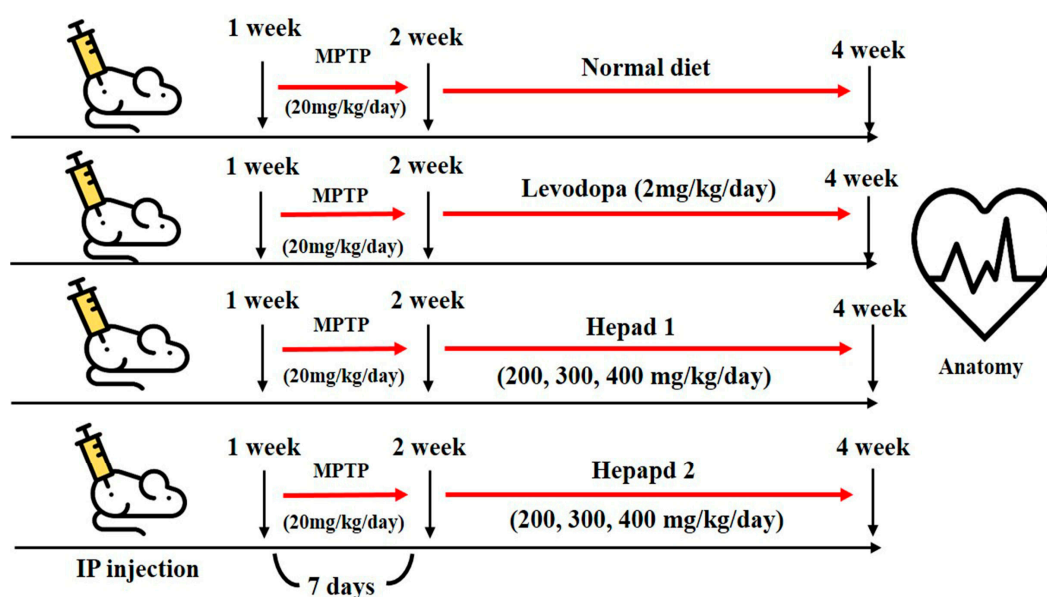 1 week
MPTP
(20mg/kg/day)
2 week
Normal diet
4 week
1 week
MPTP
(20mg/kg/day)
2 week
Levodopa (2mg/kg/day)
4 week
1 week
MPTP
(20mg/kg/day)
2 week
Hepad 1
(200, 300, 400 mg/kg/day)
4 week
Anatomy
1 week
MPTP
(20mg/kg/day)
2 week
Hepapd 2
(200, 300, 400 mg/kg/day)
4 week
IP injection
7 days